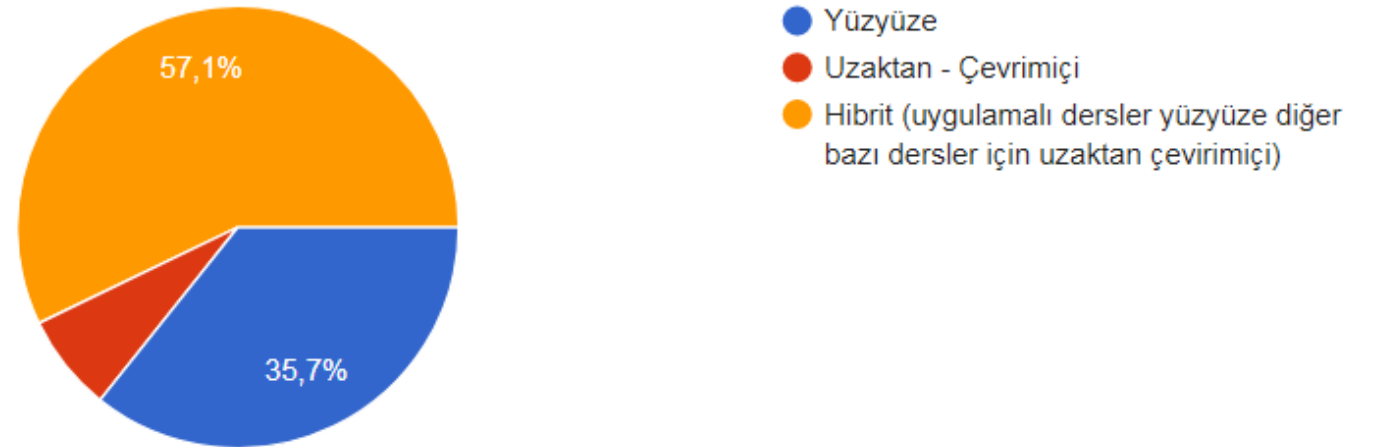 57,1%
35,7%
Yüzyüze
Uzaktan - Çevrimiçi
Hibrit (uygulamalı dersler yüzyüze diğer
bazı dersler için uzaktan çevirimiçi)